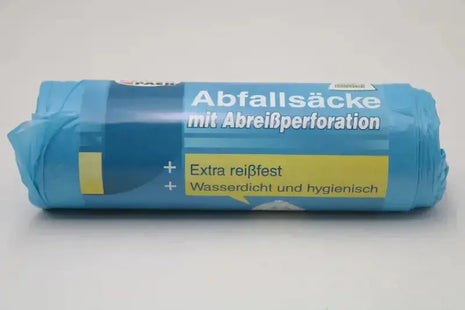 Abfallsäcke
mit Abreißperforation
+ Extra reißfest
+ Wasserdicht und hygienisch